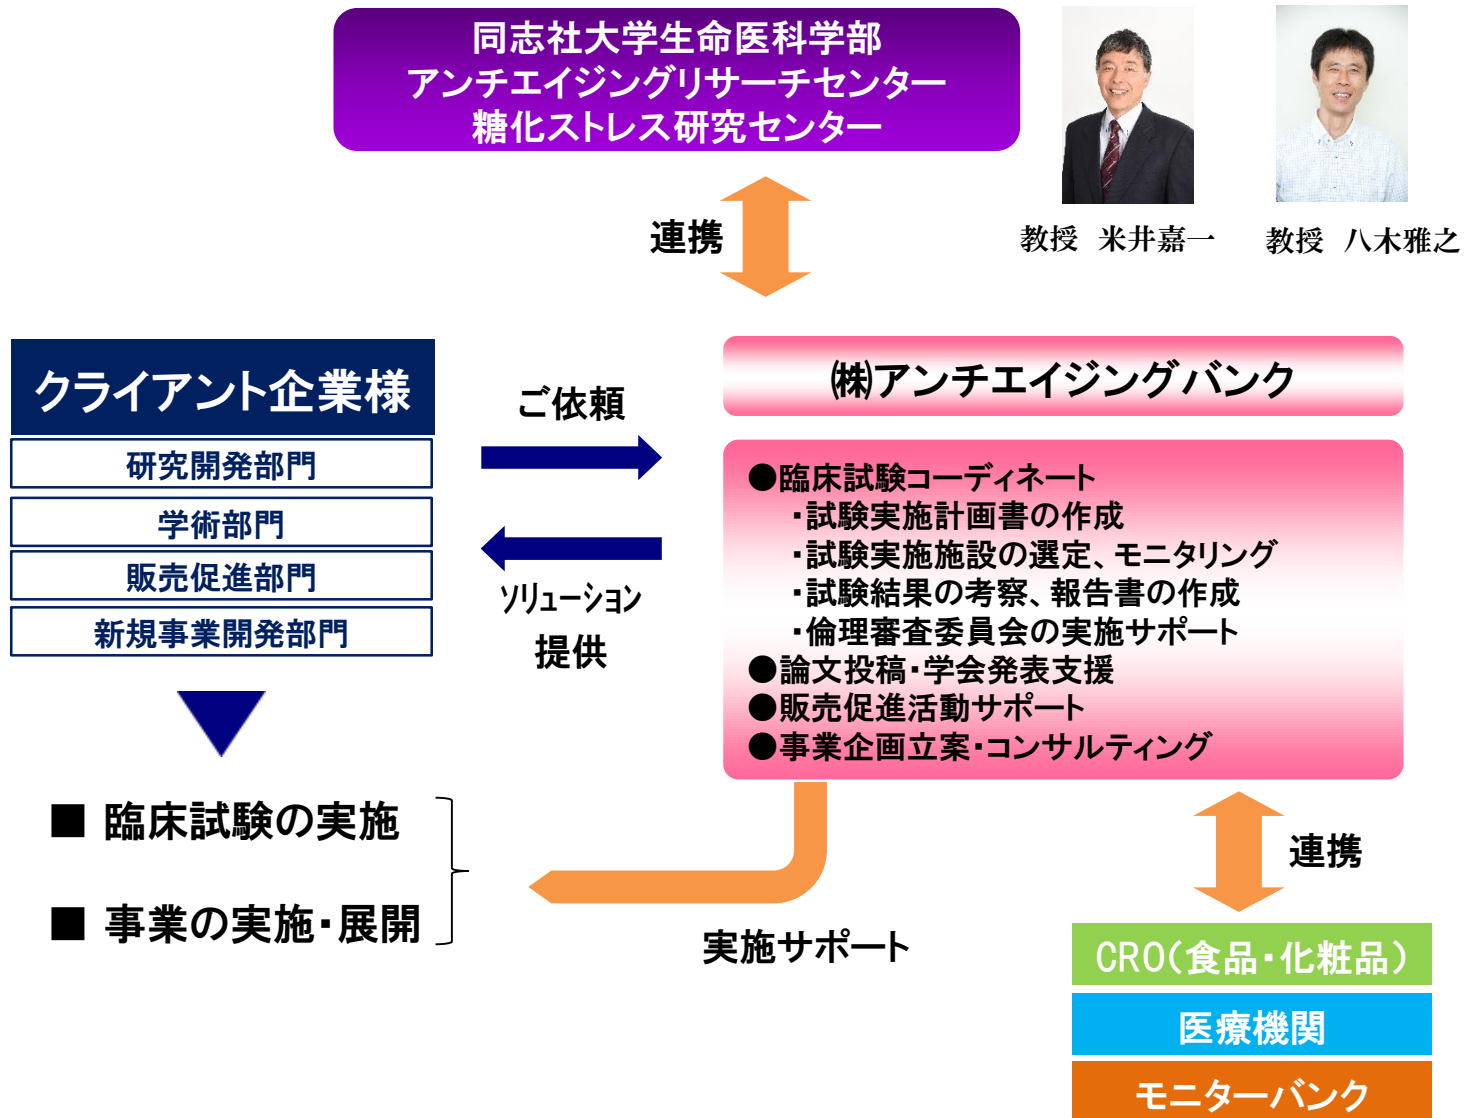 同志社大学生命医科学部
アンチエイジングリサーチセンター
糖化ストレス研究センター
連携
教授　米井嘉一
教授　八木雅之
クライアント企業様
研究開発部門
学術部門
販売促進部門
新規事業開発部門
ご依頼
ソリューション
提供
㈱アンチエイジングバンク
●臨床試験コーディネート
・試験実施計画書の作成
・試験実施施設の選定、モニタリング
・試験結果の考察、報告書の作成
・倫理審査委員会の実施サポート
●論文投稿・学会発表支援
●販売促進活動サポート
●事業企画立案・コンサルティング
■ 臨床試験の実施
■ 事業の実施・展開
実施サポート
連携
CRO（食品・化粧品）
医療機関
モニターバンク